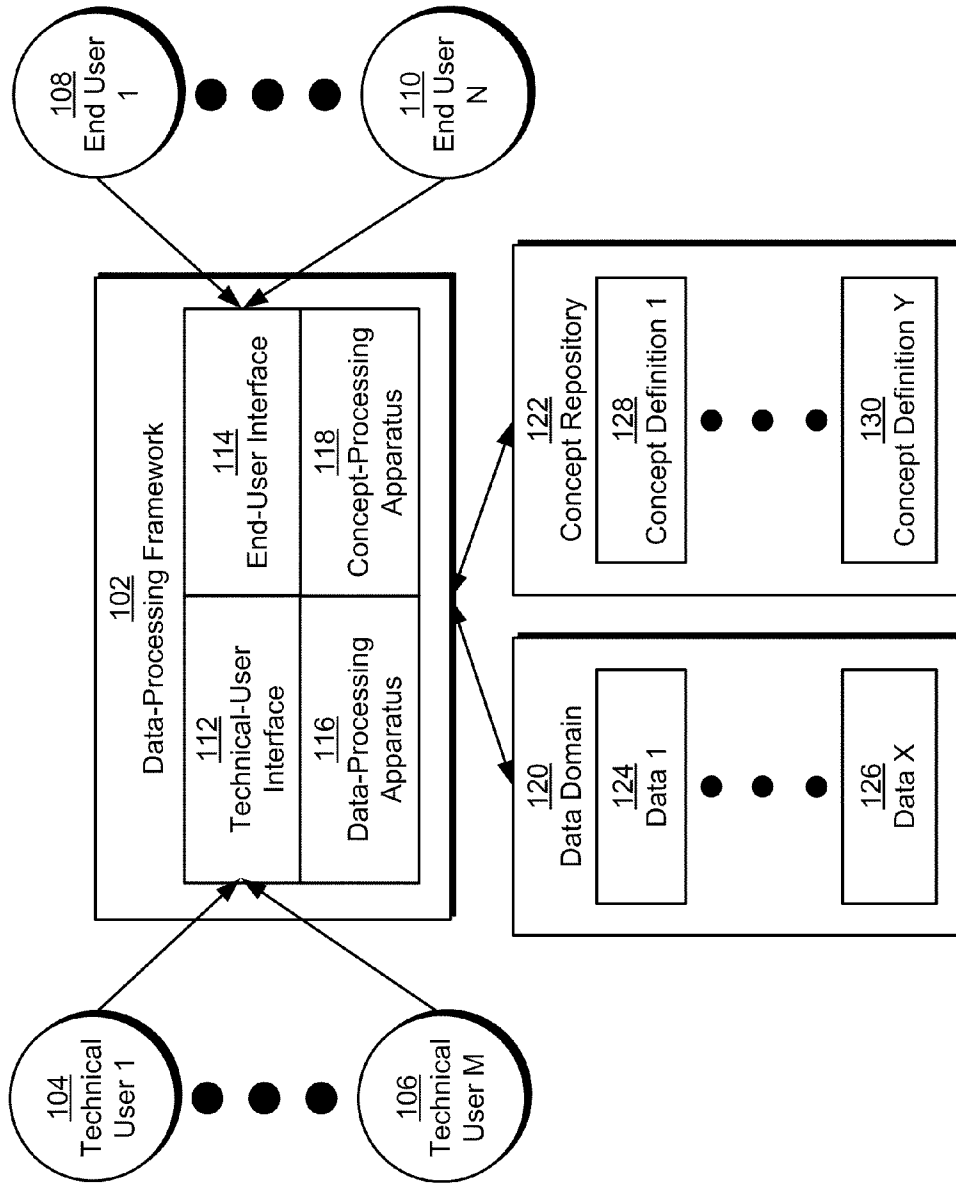 102
Data-Processing Framework
104
Technical
User 1
106
Technical
User M
112
Technical-User
Interface
114
End-User Interface
116
Data-Processing
Apparatus
118
Concept-Processing
Apparatus
108
End User
1
110
End User
N
120
Data Domain
124
Data 1
126
Data X
122
Concept Repository
128
Concept Definition 1
130
Concept Definition Y